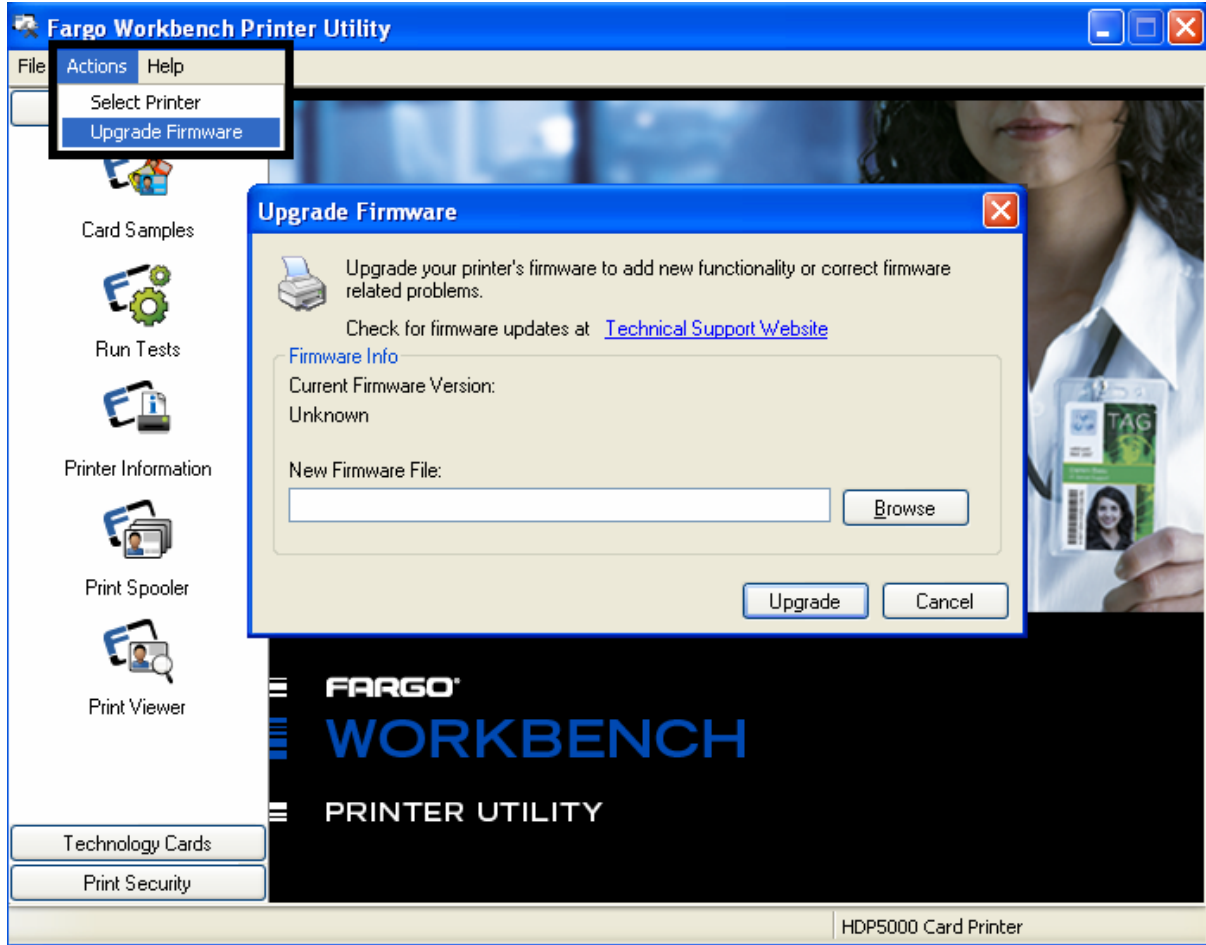 Fargo Workbench Printer Utility
File Actions Help
Select Printer
Upgrade Firmware
Card Samples
Run Tests
Printer Information
Print Spooler
Print Viewer
Technology Cards
Print Security
Upgrade Firmware
Upgrade your printer's firmware to add new functionality or correct firmware
related problems.
Check for firmware updates at Technical Support Website
Firmware Info
Current Firmware Version:
Unknown
New Firmware File:
Browse
Upgrade Cancel
TAG
FARGO
WORKBENCH
PRINTER UTILITY
HDP5000 Card Printer